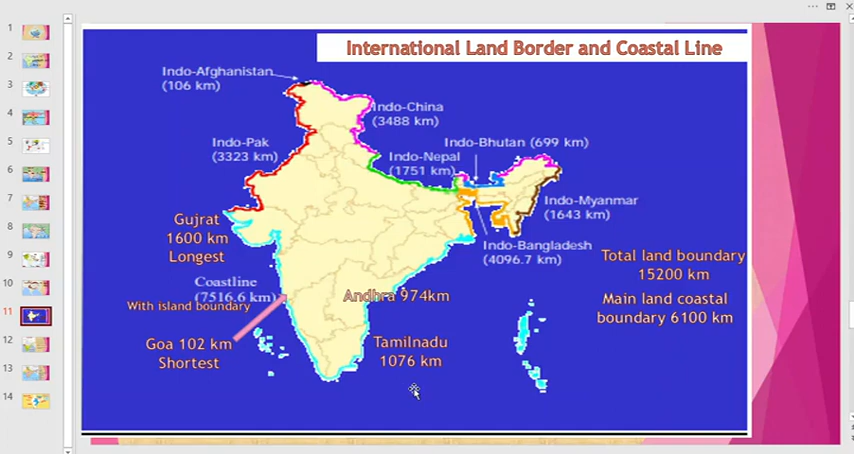 International Land Border and Coastal Line
Indo-Afghanistan
(106 km)
Indo-China
(3488 km)
Indo-Pak
(3323 km)
Indo-Bhutan (699 km)
Indo-Nepal
(1751 km)
Indo-Myanmar
(1643 km)
Indo-Bangladesh
(4096.7 km)
Gujrat
1600 km
Longest
Total land boundary
15200 km
Coastline
(7516.6 km)
With island boundary
Andhra 974km
Main land coastal
boundary 6100 km
Goa 102 km
Shortest
Tamilnadu
1076 km
1
2
3
4
5
6
7
8
9
10
11
12
13
14